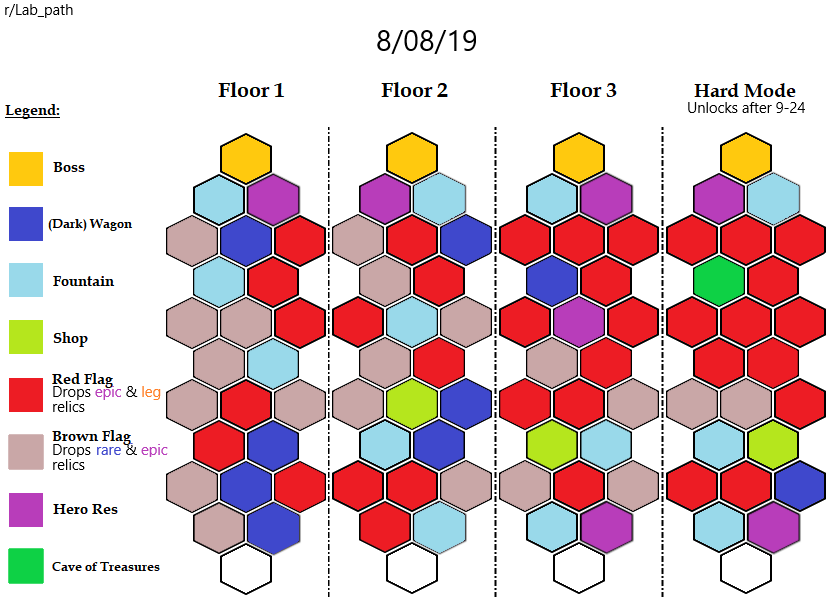 r/Lab_path
8/08/19
Floor 1
Floor 2
Floor 3
Hard Mode
Unlocks after 9-24
Legend:
Boss
(Dark) Wagon
Fountain
Shop
Red Flag
Drops epic & leg
relics
Brown Flag
Drops rare & epic
relics
Hero Res
Cave of Treasures